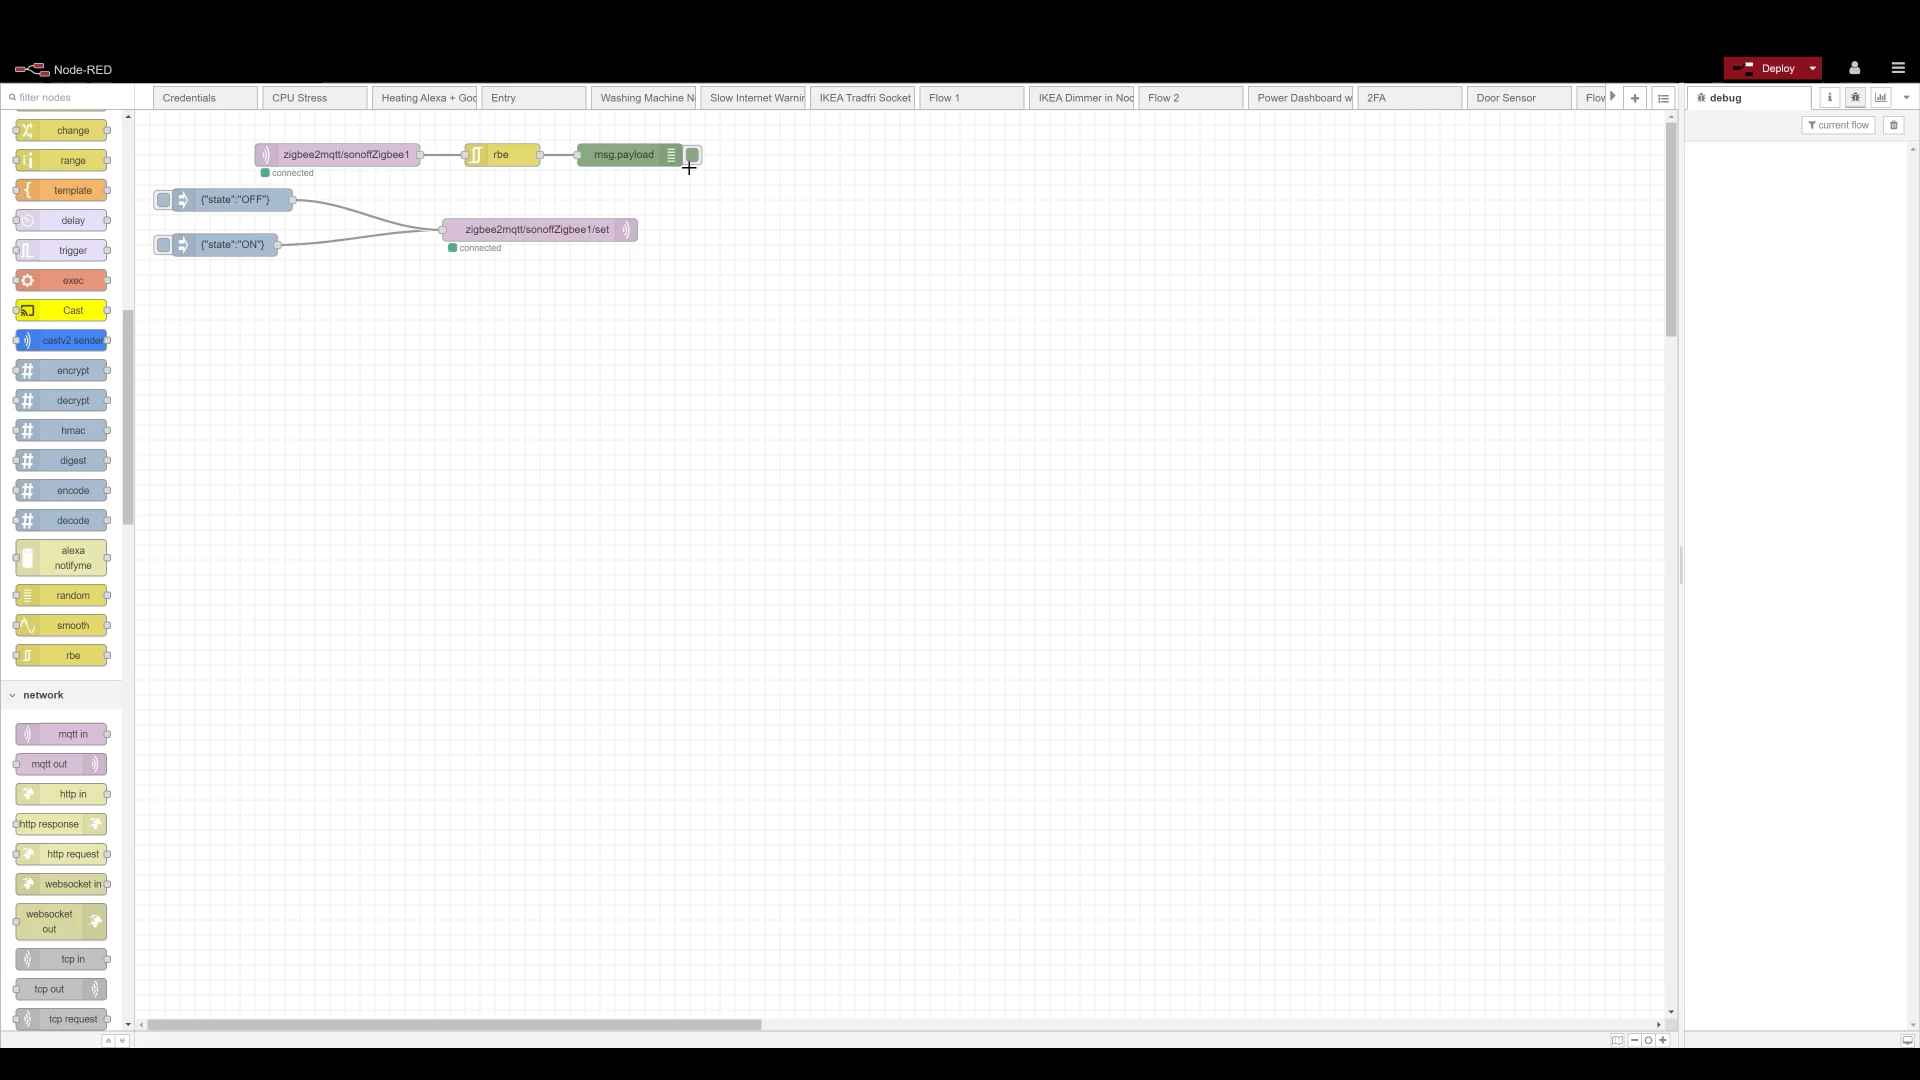 Node-RED
Deploy
filter nodes
Credentials
CPU Stress
Heating Alexa + Goo
Entry
Washing Machine N
Slow Internet Warnin
IKEA Tradfri Socket
Flow 1
IKEA Dimmer in Nod
Flow 2
Power Dashboard w
2FA
Door Sensor
Flow
debug
current flow
change
range
template
delay
trigger
exec
Cast
castv2 sender
encrypt
decrypt
hmac
digest
encode
decode
alexa
notifyme
random
smooth
rbe
network
mqtt in
mqtt out
http in
http response
http request
websocket in
websocket
out
tcp in
tcp out
tcp request
zigbee2mqtt/sonoffZigbee1
connected
rbe
msg.payload
{"state":"OFF"}
{"state":"ON"}
zigbee2mqtt/sonoffZigbee1/set
connected